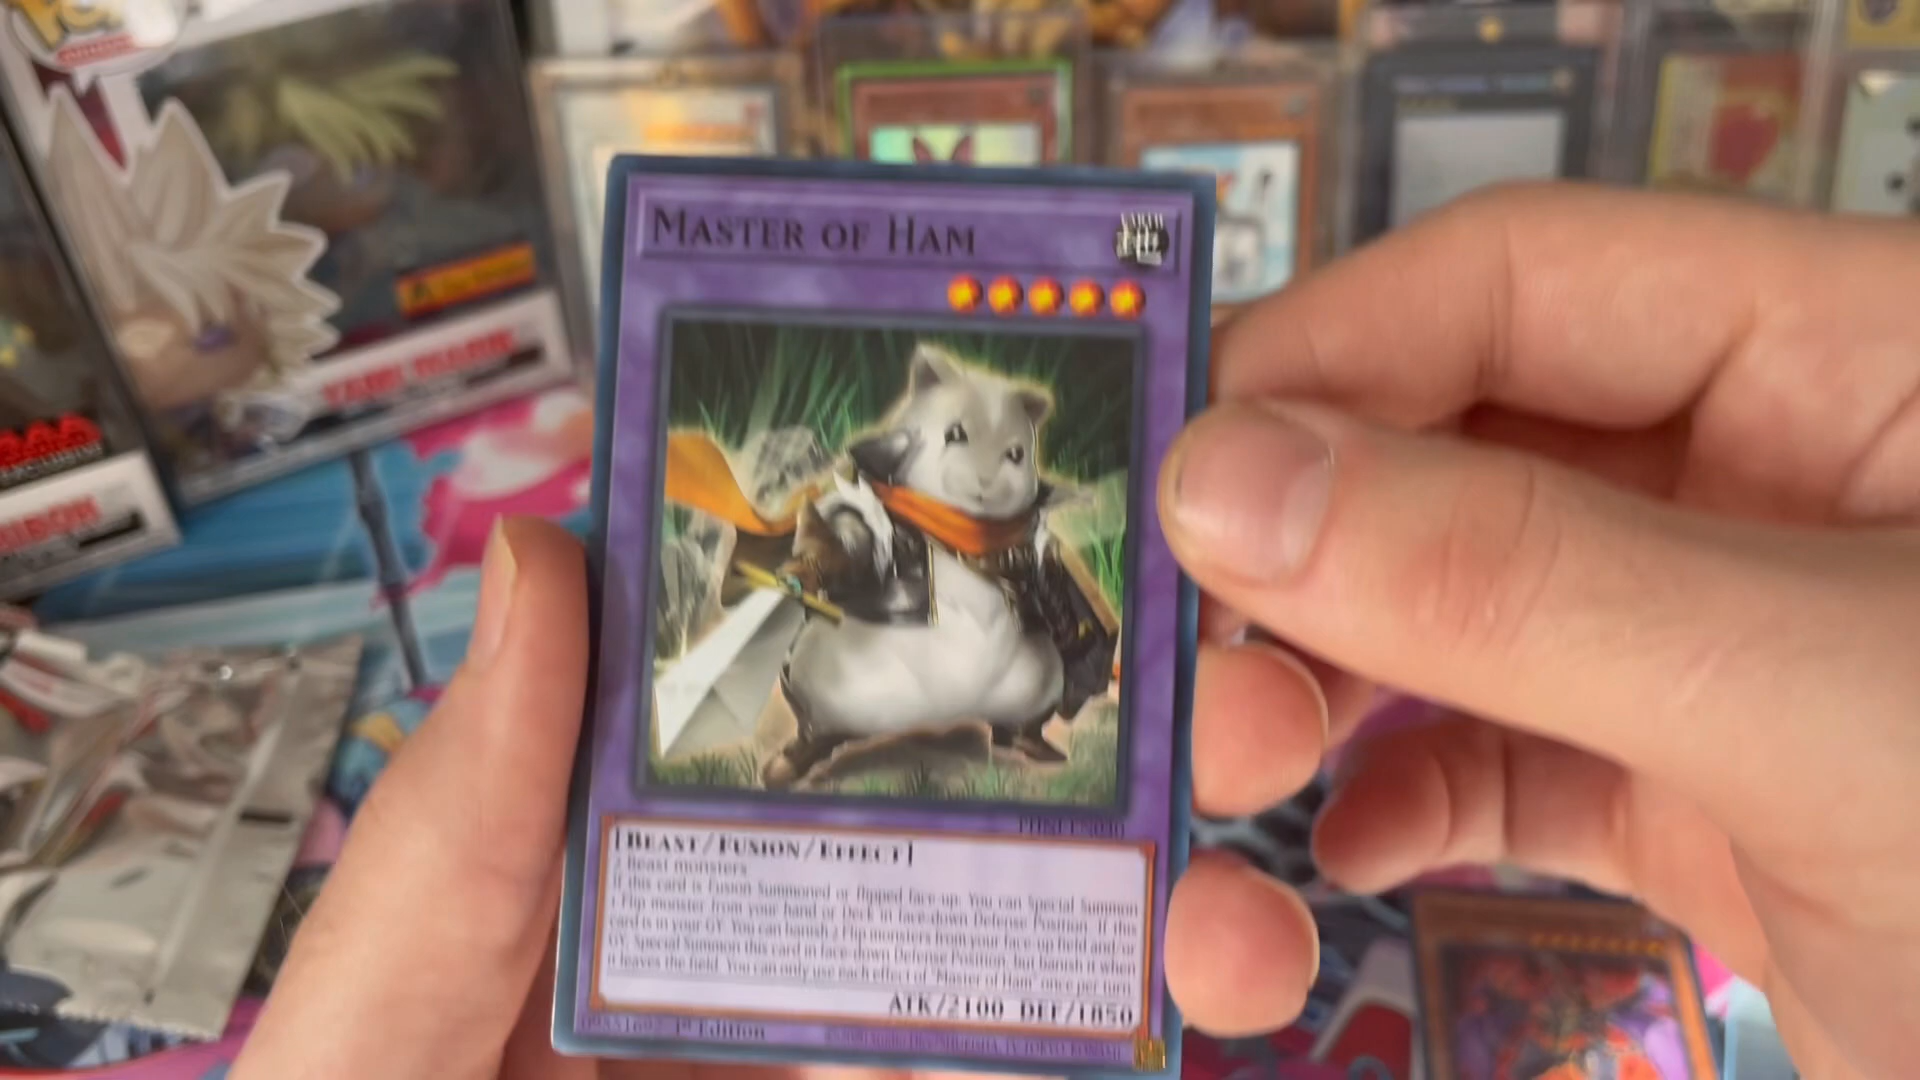 MASTER OF HAM
EARTH
[BEAST/FUSION/EFFECT]
2 Beast monsters
If this card is Fusion Summoned or flipped face-up: You can Special Summon
1 Flip monster from your hand or Deck in face-down Defense Position. If this
card is in your GY: You can banish 2 Flip monsters from your face-up field and/or
GY; Special Summon this card in face-down Defense Position, but banish it when
it leaves the field. You can only use each effect of "Master of Ham" once per turn.
ATK/2100 DEF/1850
1st Edition
YAMI MARIK